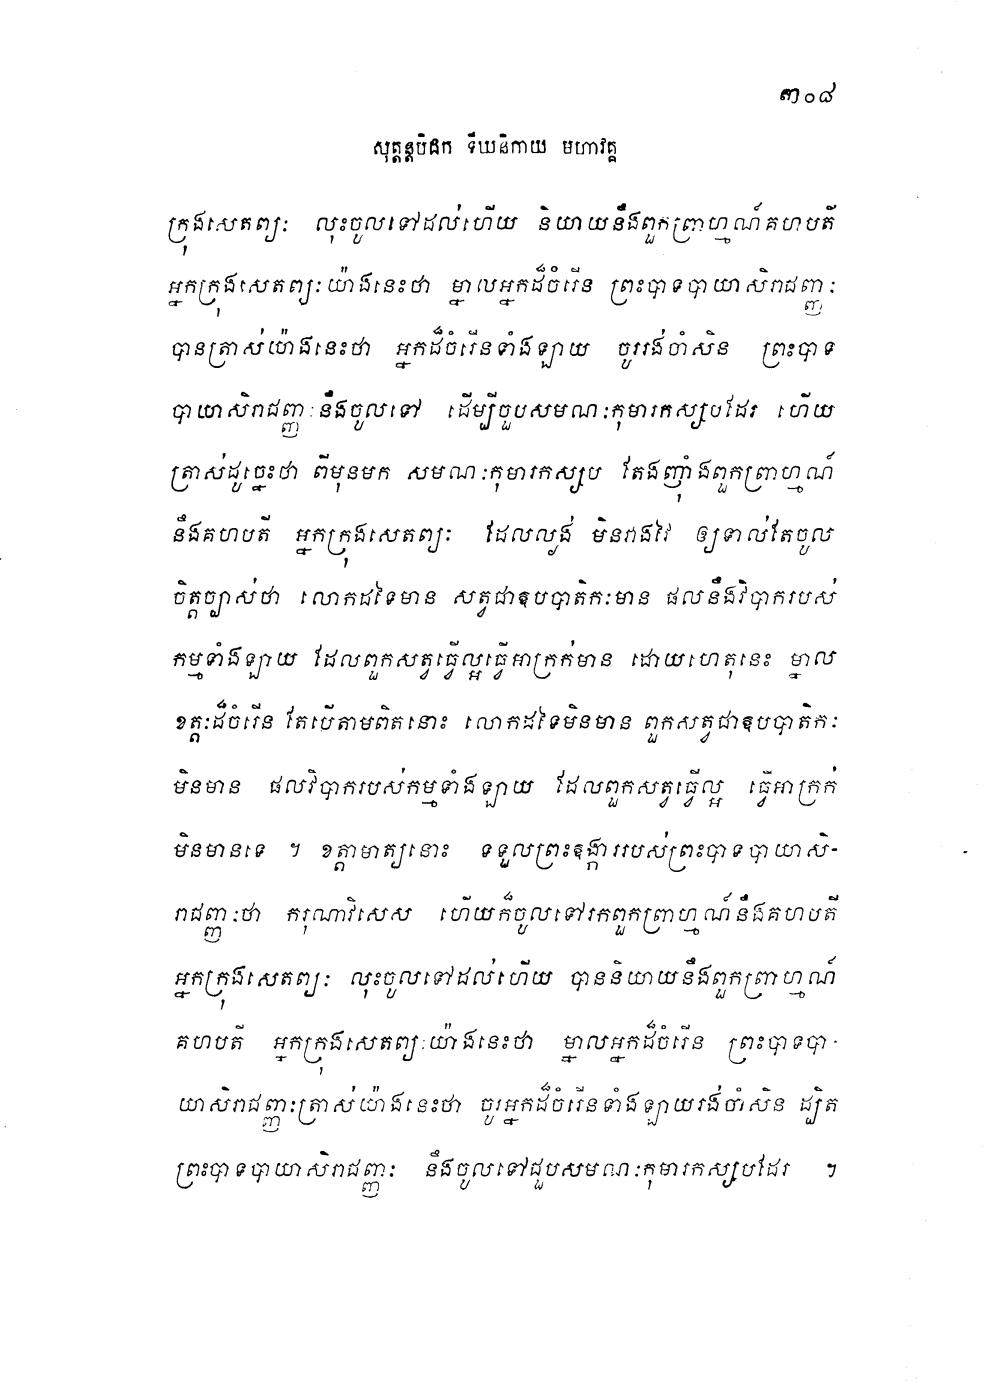 ៣០៨
សុត្តន្តបិដក ទីឃនិកាយ មហាវគ្គ
ក្រុងសេតព្យៈ លុះចូលទៅដល់ហើយ និយាយនឹងពួកព្រាហ្មណ៍គហបតី
អ្នកក្រុងសេតព្យៈយ៉ាងនេះថា ម្នាលអ្នកដ៏ចំរើន ព្រះបាទបាយាសិរាជញ្ញៈ
បានត្រាស់យ៉ាងនេះថា អ្នកដ៏ចំរើនទាំងឡាយ ចូររង់ចាំសិន ព្រះបាទ
បាយាសិរាជញ្ញៈនឹងចូលទៅ ដើម្បីចួបសមណៈកុមារកស្សបដែរ ហើយ
ត្រាស់ដូច្នេះថា ពីមុនមក សមណៈកុមារកស្សប តែងញ៉ាំងពួកព្រាហ្មណ៍
នឹងគហបតី អ្នកក្រុងសេតព្យៈ ដែលល្ងង់ មិនវាងវៃ ឲ្យទាល់តែចូល
ចិត្តច្បាស់ថា លោកដទៃមាន សត្វជាឧបបាតិកៈមាន ផលនឹងវិបាករបស់
កម្មទាំងឡាយ ដែលពួកសត្វធ្វើល្អធ្វើអាក្រក់មាន ដោយហេតុនេះ ម្នាល
ខត្តៈដ៏ចំរើន តែបើតាមពិតនោះ លោកដទៃមិនមាន ពួកសត្វជាឧបបាតិកៈ
មិនមាន ផលវិបាករបស់កម្មទាំងឡាយ ដែលពួកសត្វធ្វើល្អ ធ្វើអាក្រក់
មិនមានទេ ។ ខត្តាមាត្យនោះ ទទួលព្រះឧង្ការរបស់ព្រះបាទបាយាសិ-
រាជញ្ញៈថា ករុណាវិសេស ហើយក៏ចូលទៅរកពួកព្រាហ្មណ៍នឹងគហបតី
អ្នកក្រុងសេតព្យៈ លុះចូលទៅដល់ហើយ បាននិយាយនឹងពួកព្រាហ្មណ៍
គហបតី អ្នកក្រុងសេតព្យៈយ៉ាងនេះថា ម្នាលអ្នកដ៏ចំរើន ព្រះបាទបា-
យាសិរាជញ្ញៈត្រាស់យ៉ាងនេះថា ចូរអ្នកដ៏ចំរើនទាំងឡាយរង់ចាំសិន ដ្បិត
ព្រះបាទបាយាសិរាជញ្ញៈ នឹងចូលទៅជួបសមណៈកុមារកស្សបដែរ ។